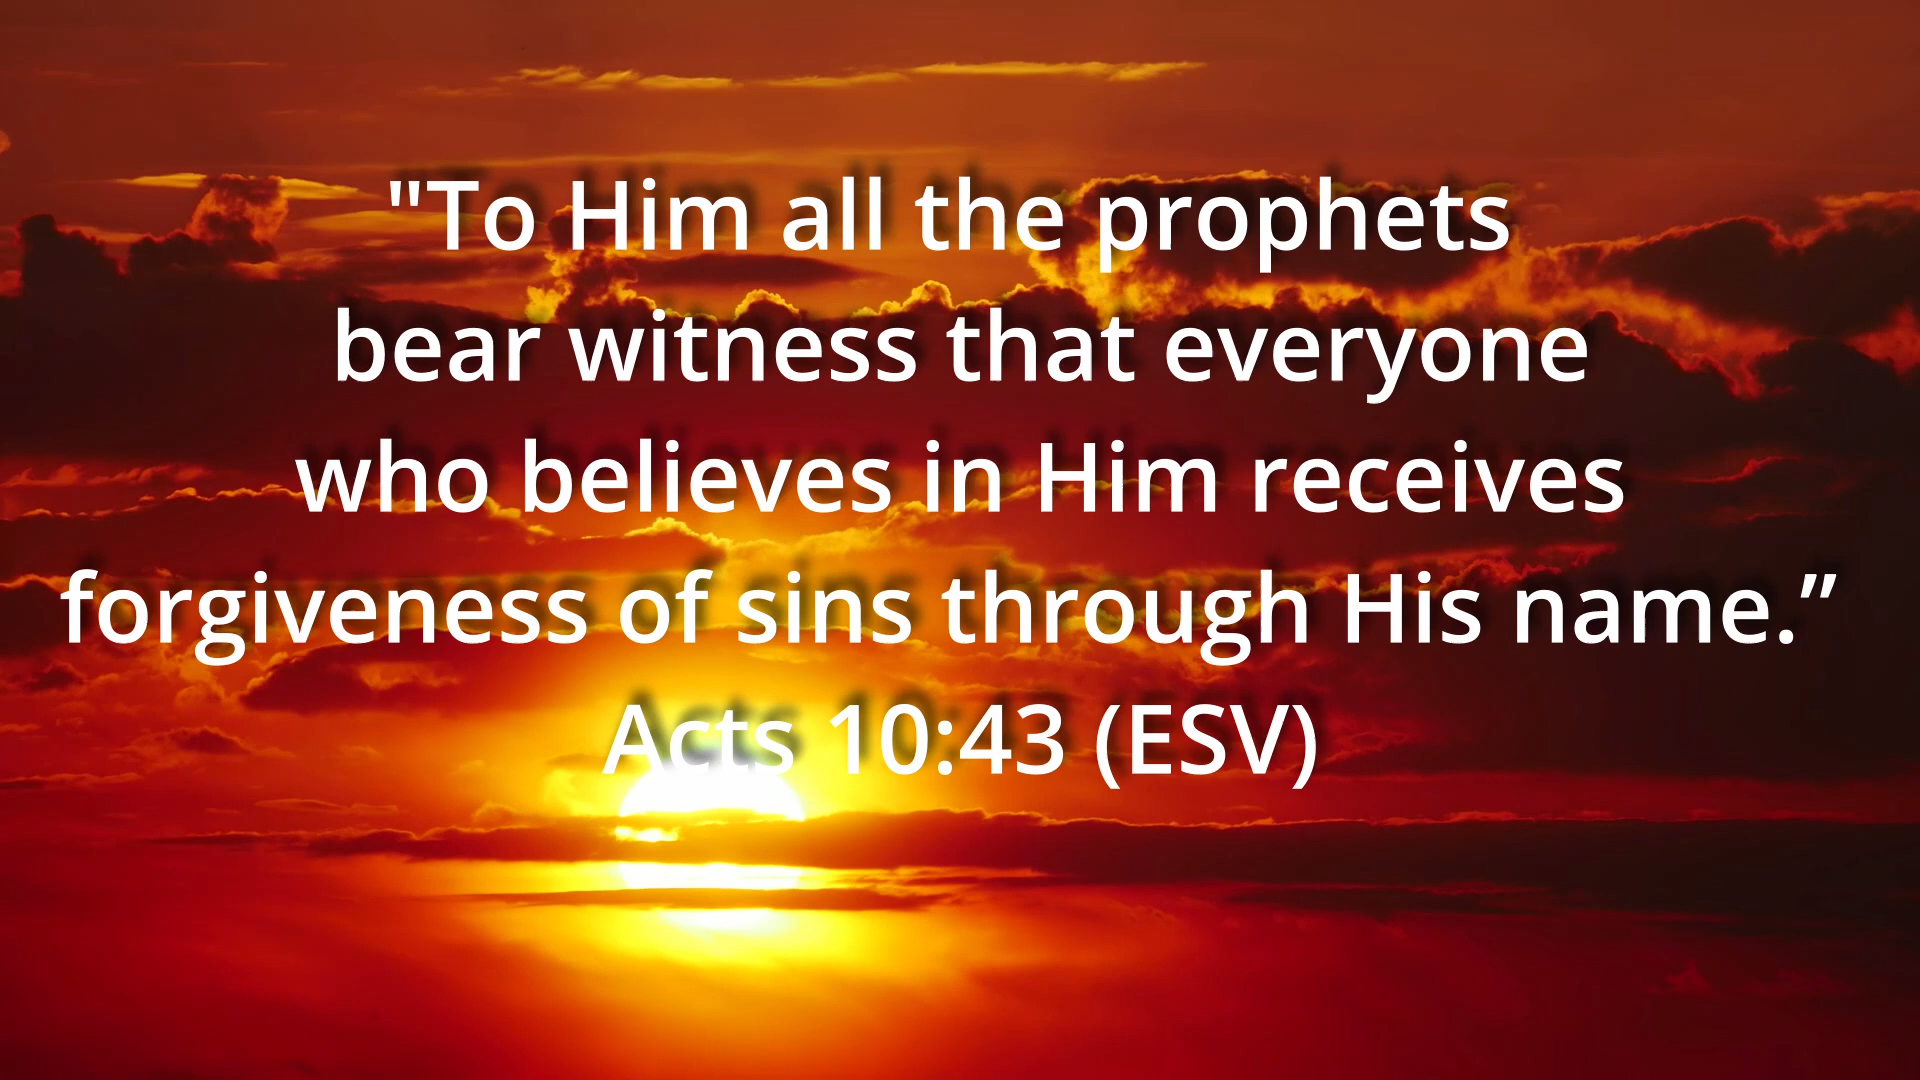 "To Him all the prophets
bear witness that everyone
who believes in Him receives
forgiveness of sins through His name.”
Acts 10:43 (ESV)